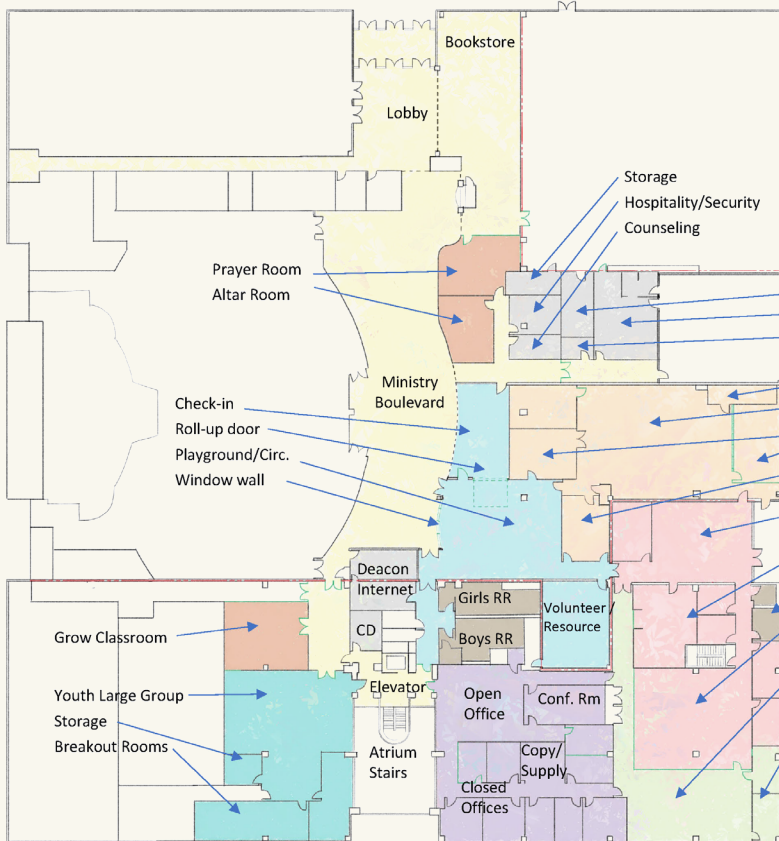 Bookstore
Lobby
Storage
Hospitality/Security
Counseling
Prayer Room
Altar Room
Ministry
Boulevard
Check-in
Roll-up door
Playground/Circ.
Window wall
Deacon
Internet
Girls RR
Volunteer /
Resource
CD
Boys RR
Grow Classroom
Elevator
Youth Large Group
Storage
Breakout Rooms
Open
Office
Conf. Rm
Atrium
Stairs
Copy/
Supply
Closed
Offices